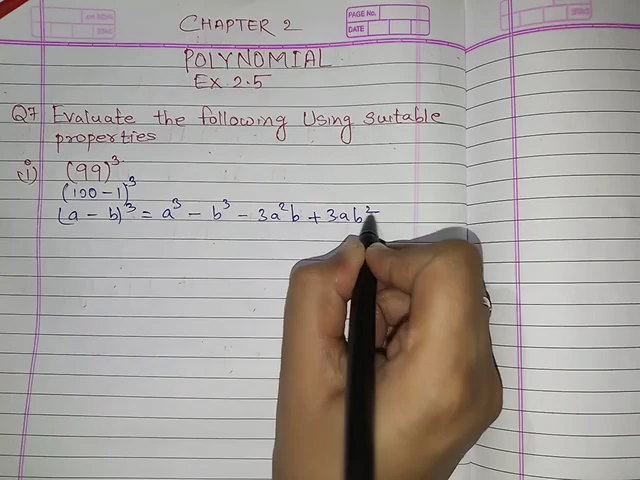 CHAPTER 2
PAGE No.
DATE
POLYNOMIAL
EX.2.5
Q7 Evaluate the following Using suitable
properties
(i) (99)³
(100 - 1)³
(a - b)³ = a³ - b³ - 3a²b + 3ab²